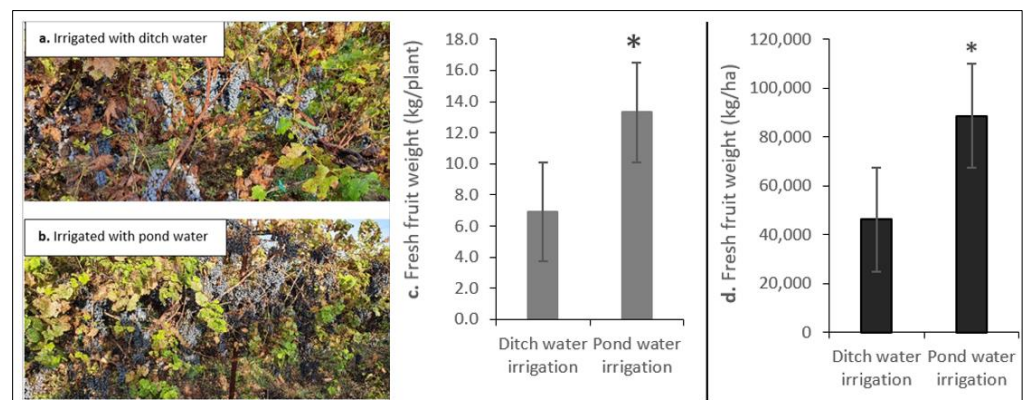 a. Irrigated with ditch water
b. Irrigated with pond water
c. Fresh fruit weight (kg/plant)
18.0
16.0
14.0
12.0
10.0
8.0
6.0
4.0
2.0
0.0
*
Ditch water
irrigation
Pond water
irrigation
d. Fresh fruit weight (kg/ha)
120,000
100,000
80,000
60,000
40,000
20,000
0
*
Ditch water
irrigation
Pond water
irrigation